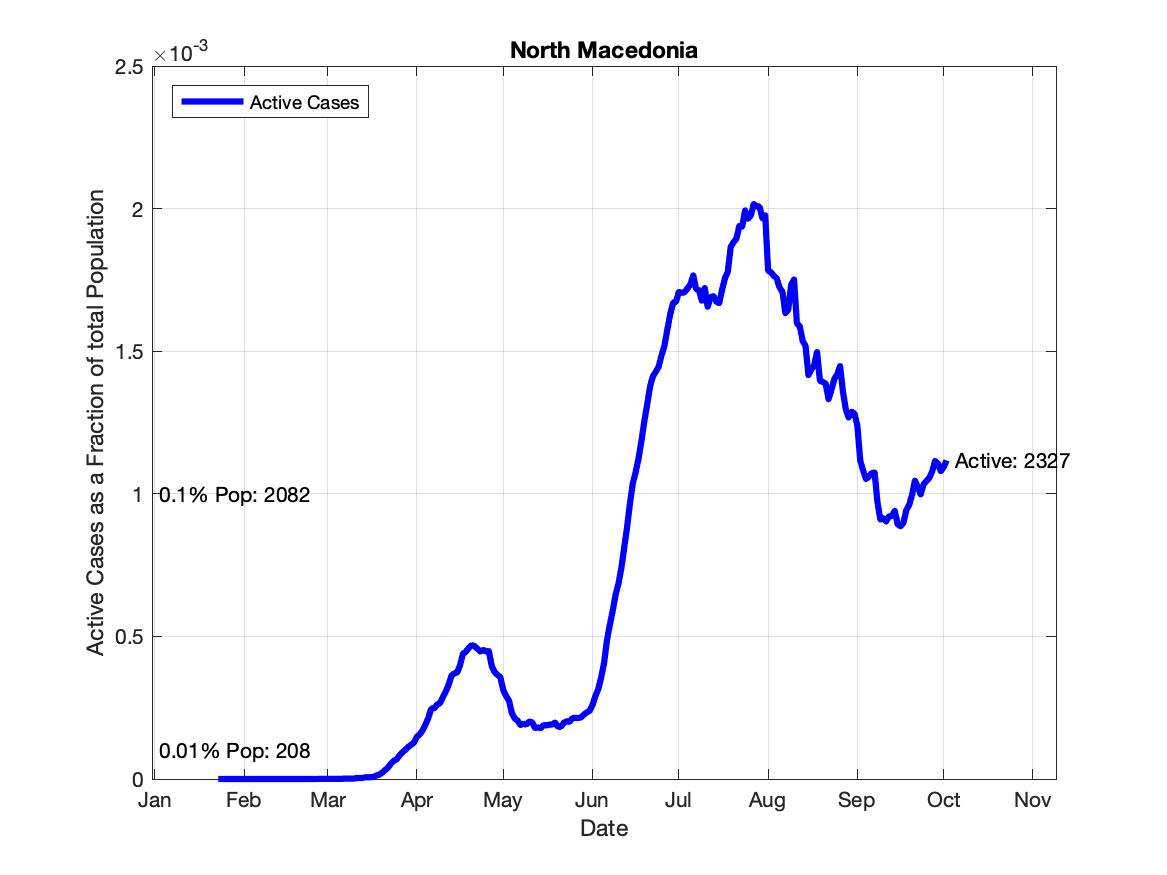 North Macedonia
×10-3
Active Cases
2.5
2
1.5
1
0.5
0
Active Cases as a Fraction of total Population
0.1% Pop: 2082
0.01% Pop: 208
Active: 2327
Jan Feb Mar Apr May Jun Jul Aug Sep Oct Nov
Date